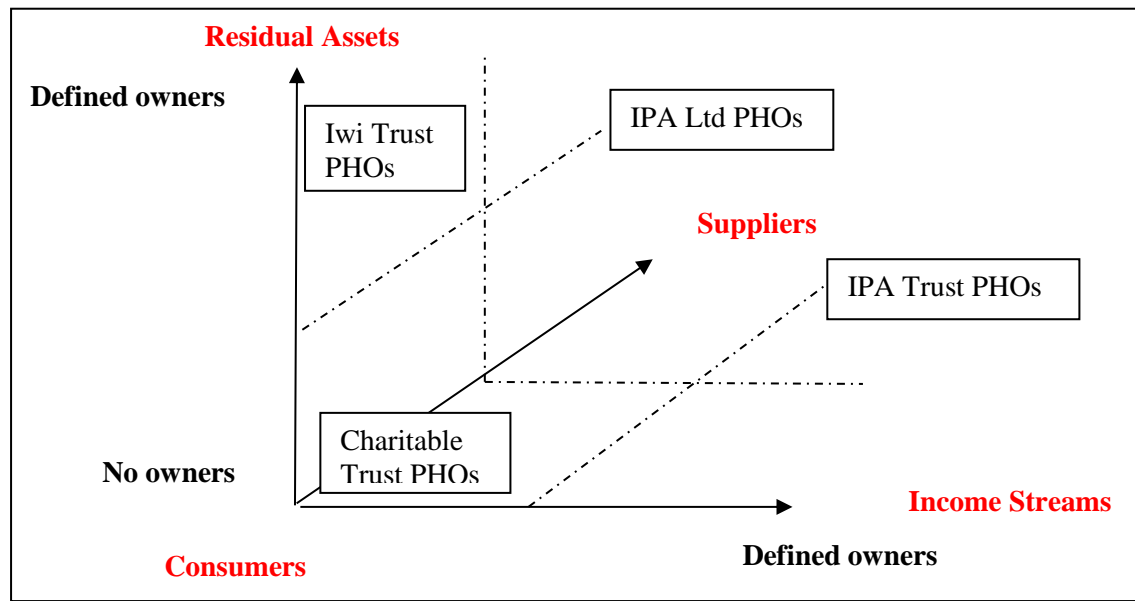 Residual Assets
Defined owners
Iwi Trust
PHOs
IPA Ltd PHOs
Suppliers
IPA Trust PHOs
Charitable
Trust PHOs
No owners
Income Streams
Defined owners
Consumers